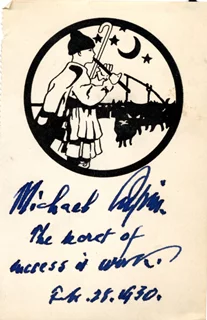 Michael Pupin.
The secret of
success is work.
Feb. 28. 1930.